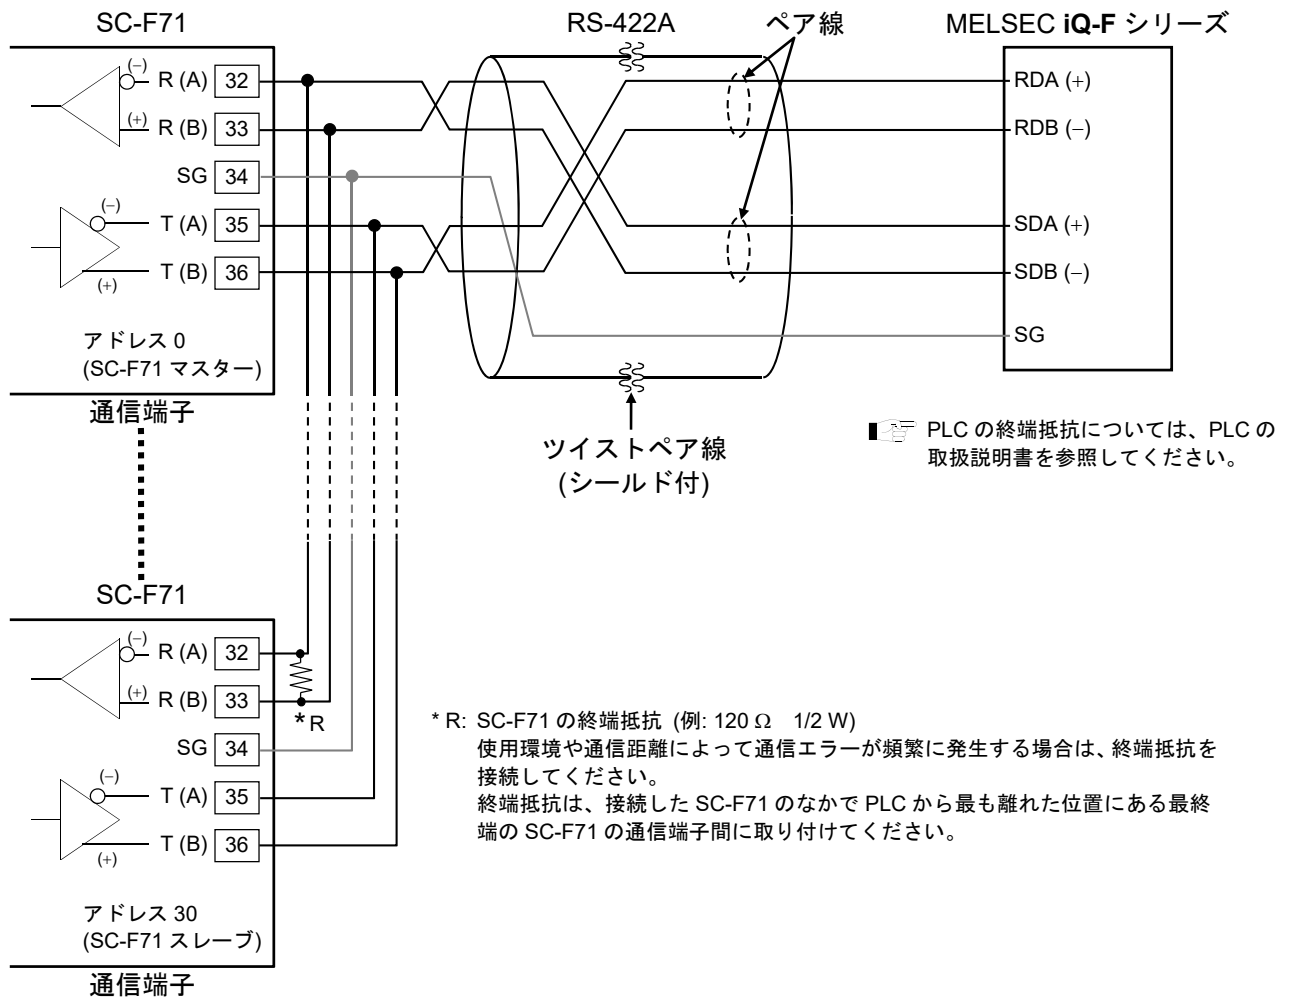 SC-F71
RS-422A
ペア線
MELSEC iQ-F シリーズ
(−)
R (A) 32
(+)
R (B) 33
SG 34
(−)
T (A) 35
T (B) 36
(+)
アドレス 0
(SC-F71 マスター)
通信端子
RDA (+)
RDB (−)
SDA (+)
SDB (−)
SG
ツイストペア線
(シールド付)
PLC の終端抵抗については、PLC の
取扱説明書を参照してください。
SC-F71
(−)
R (A) 32
(+)
R (B) 33
*R
SG 34
(−)
T (A) 35
T (B) 36
(+)
アドレス 30
(SC-F71 スレーブ)
通信端子
* R: SC-F71 の終端抵抗 (例: 120 Ω 1/2 W)
使用環境や通信距離によって通信エラーが頻繁に発生する場合は、終端抵抗を
接続してください。
終端抵抗は、接続した SC-F71 のなかで PLC から最も離れた位置にある最終
端の SC-F71 の通信端子間に取り付けてください。